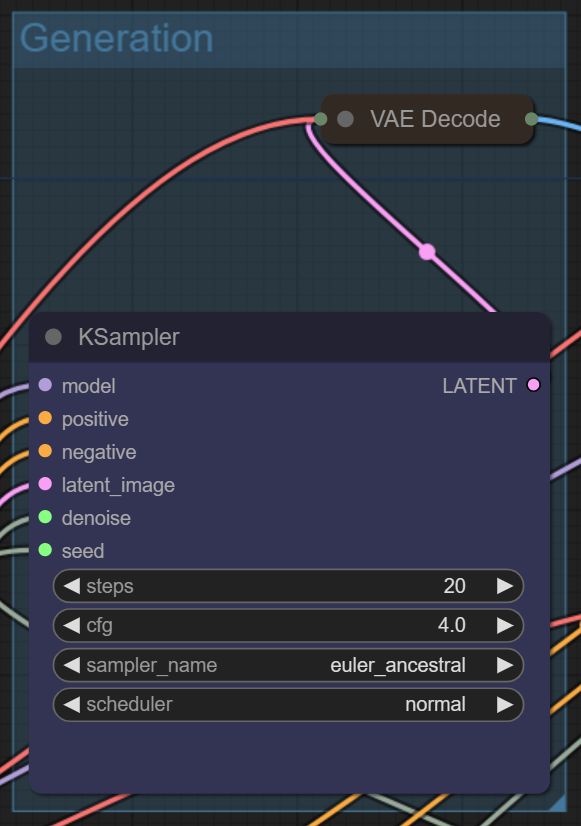 Generation
VAE Decode
KSampler
model LATENT
positive
negative
latent_image
denoise
seed
steps 20
cfg 4.0
sampler_name euler_ancestral
scheduler normal